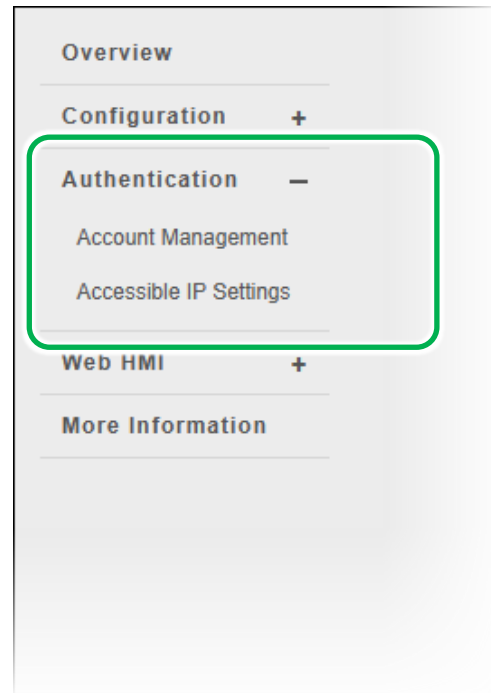 Overview
Configuration +
Authentication –
Account Management
Accessible IP Settings
Web HMI +
More Information